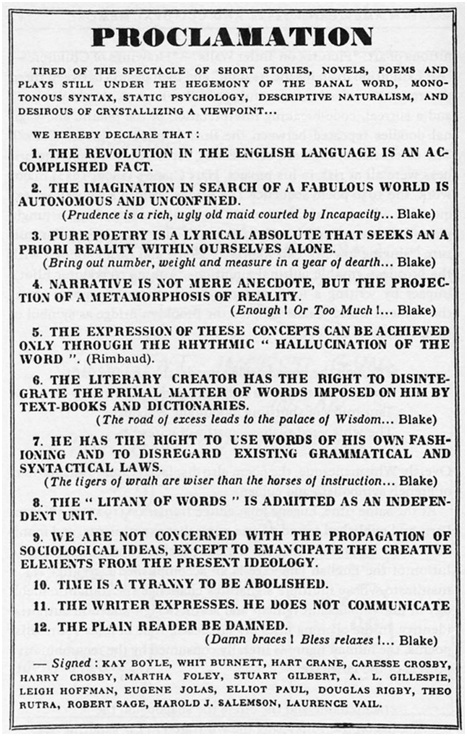 PROCLAMATION
TIRED OF THE SPECTACLE OF SHORT STORIES, NOVELS, POEMS AND
PLAYS STILL UNDER THE HEGEMONY OF THE BANAL WORD, MONO-
TONOUS SYNTAX, STATIC PSYCHOLOGY, DESCRIPTIVE NATURALISM, AND
DESIROUS OF CRYSTALLIZING A VIEWPOINT...
WE HEREBY DECLARE THAT :
1. THE REVOLUTION IN THE ENGLISH LANGUAGE IS AN AC-
COMPLISHED FACT.
2. THE IMAGINATION IN SEARCH OF A FABULOUS WORLD IS
AUTONOMOUS AND UNCONFINED.
(Prudence is a rich, ugly old maid courted by Incapacity... Blake)
3. PURE POETRY IS A LYRICAL ABSOLUTE THAT SEEKS AN A
PRIORI REALITY WITHIN OURSELVES ALONE.
(Bring out number, weight and measure in a year of dearth... Blake)
4. NARRATIVE IS NOT MERE ANECDOTE, BUT THE PROJEC-
TION OF A METAMORPHOSIS OF REALITY.
(Enough ! Or Too Much !... Blake)
5. THE EXPRESSION OF THESE CONCEPTS CAN BE ACHIEVED
ONLY THROUGH THE RHYTHMIC " HALLUCINATION OF THE
WORD ". (Rimbaud).
6. THE LITERARY CREATOR HAS THE RIGHT TO DISINTE-
GRATE THE PRIMAL MATTER OF WORDS IMPOSED ON HIM BY
TEXT-BOOKS AND DICTIONARIES.
(The road of excess leads to the palace of Wisdom... Blake)
7. HE HAS THE RIGHT TO USE WORDS OF HIS OWN FASH-
IONING AND TO DISREGARD EXISTING GRAMMATICAL AND
SYNTACTICAL LAWS.
(The tigers of wrath are wiser than the horses of instruction... Blake)
8. THE " LITANY OF WORDS " IS ADMITTED AS AN INDEPEN-
DENT UNIT.
9. WE ARE NOT CONCERNED WITH THE PROPAGATION OF
SOCIOLOGICAL IDEAS, EXCEPT TO EMANCIPATE THE CREATIVE
ELEMENTS FROM THE PRESENT IDEOLOGY.
10. TIME IS A TYRANNY TO BE ABOLISHED.
11. THE WRITER EXPRESSES. HE DOES NOT COMMUNICATE
12. THE PLAIN READER BE DAMNED.
(Damn braces ! Bless relaxes !... Blake)
— Signed : KAY BOYLE, WHIT BURNETT, HART CRANE, CARESSE CROSBY,
HARRY CROSBY, MARTHA FOLEY, STUART GILBERT, A. L. GILLESPIE,
LEIGH HOFFMAN, EUGENE JOLAS, ELLIOT PAUL, DOUGLAS RIGBY, THEO
RUTRA, ROBERT SAGE, HAROLD J. SALEMSON, LAURENCE VAIL.